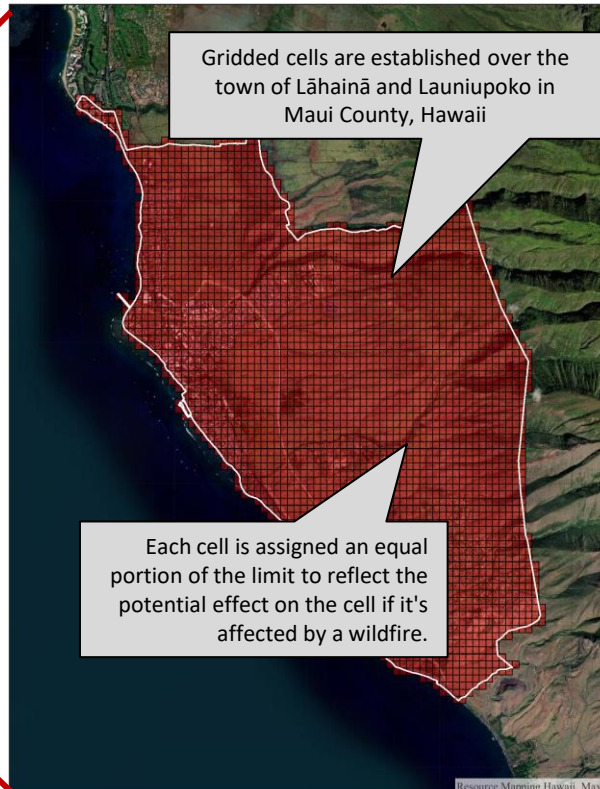 Gridded cells are established over the
town of Lāhainā and Launiupoko in
Maui County, Hawaii
Each cell is assigned an equal
portion of the limit to reflect the
potential effect on the cell if it's
affected by a wildfire.
Resource Mapping Hawaii, Max